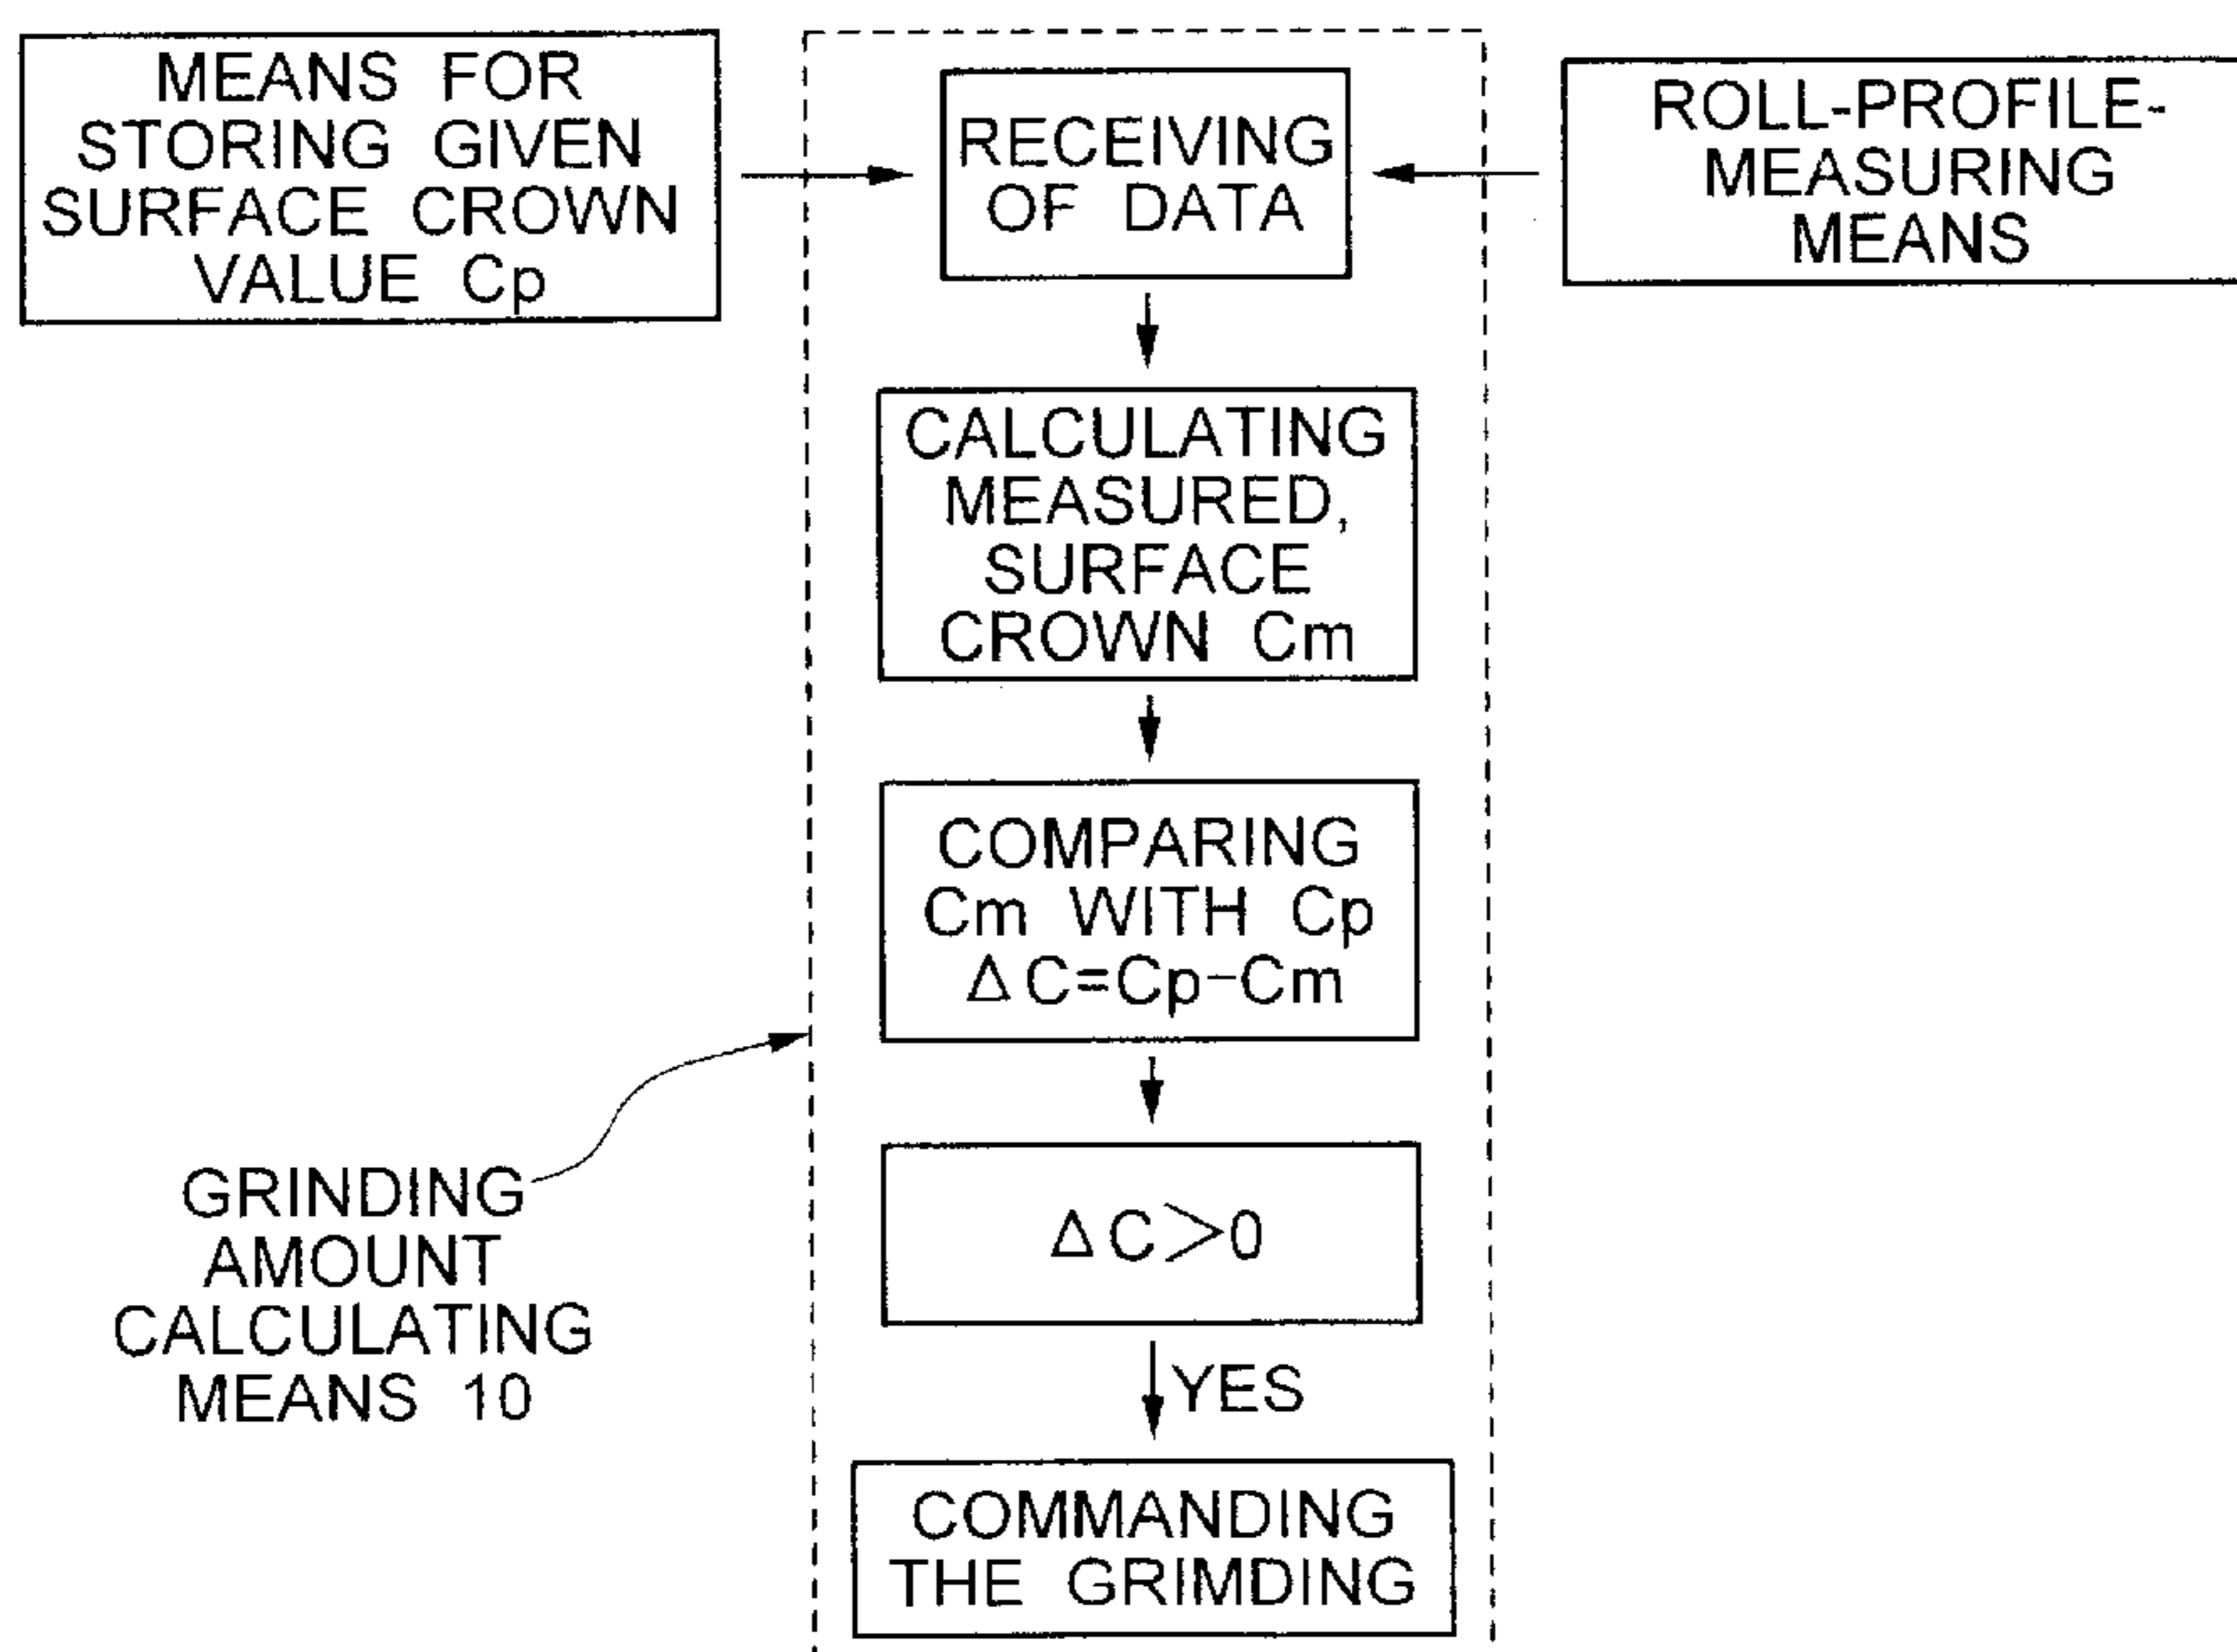 MEANS FOR
STORING GIVEN
SURFACE CROWN
VALUE Cp
RECEIVING
OF DATA
ROLL-PROFILE-
MEASURING
MEANS
CALCULATING
MEASURED,
SURFACE
CROWN Cm
COMPARING
Cm WITH Cp
ΔC=Cp-Cm
ΔC>0
GRINDING
AMOUNT
CALCULATING
MEANS 10
YES
COMMANDING
THE GRIMDING